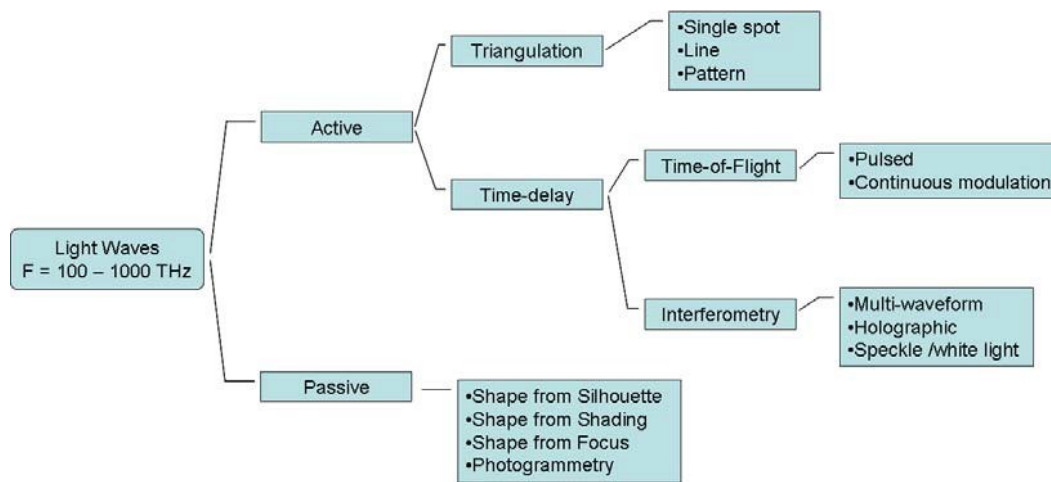 Light Waves
F = 100 – 1000 THz
Active
Triangulation
•Single spot
•Line
•Pattern
Time-delay
Time-of-Flight
•Pulsed
•Continuous modulation
Interferometry
•Multi-waveform
•Holographic
•Speckle /white light
Passive
•Shape from Silhouette
•Shape from Shading
•Shape from Focus
•Photogrammetry